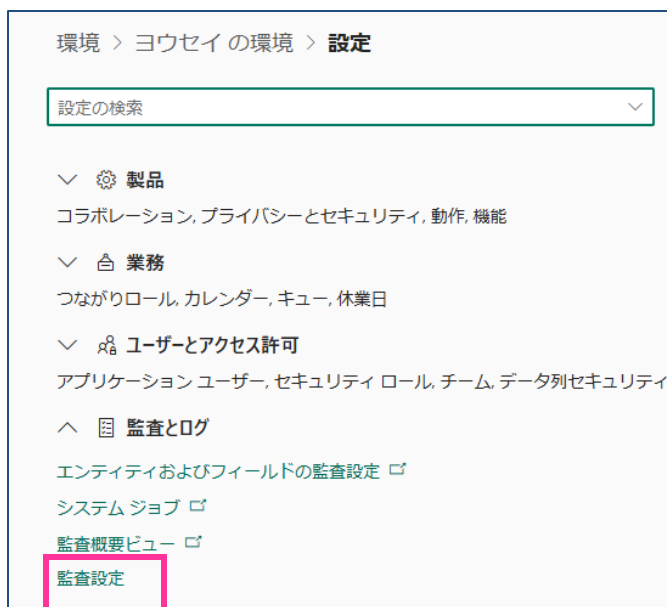 環境 > ヨウセイ の環境 > 設定
設定の検索
製品
コラボレーション, プライバシーとセキュリティ, 動作, 機能
業務
つながりロール, カレンダー, キュー, 休業日
ユーザーとアクセス許可
アプリケーション ユーザー, セキュリティ ロール, チーム, データ列セキュリティ
監査とログ
エンティティおよびフィールドの監査設定
システム ジョブ
監査概要ビュー
監査設定